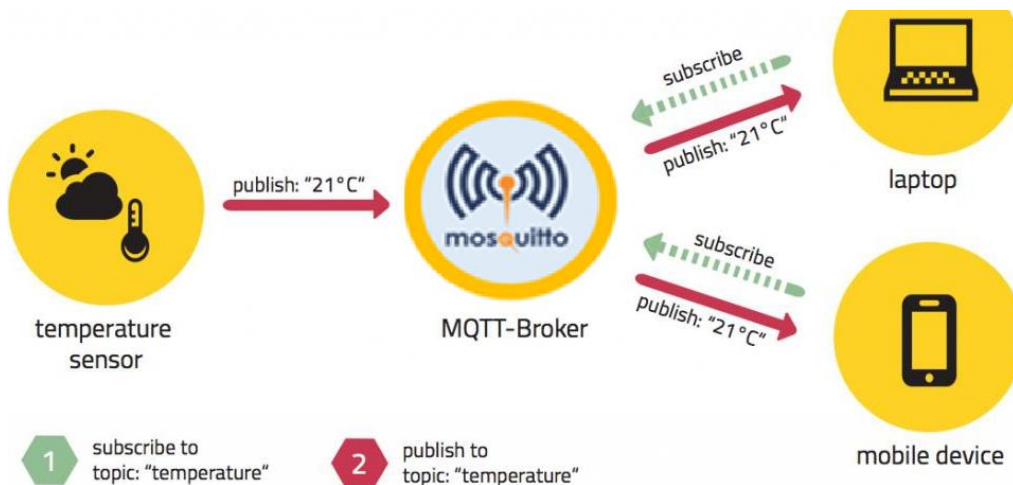 subscribe
publish: “21°C“
laptop
publish: “21°C“
mosquitto
subscribe
publish: “21°C“
temperature
sensor
MQTT-Broker
mobile device
1
subscribe to
topic: “temperature“
2
publish to
topic: “temperature“